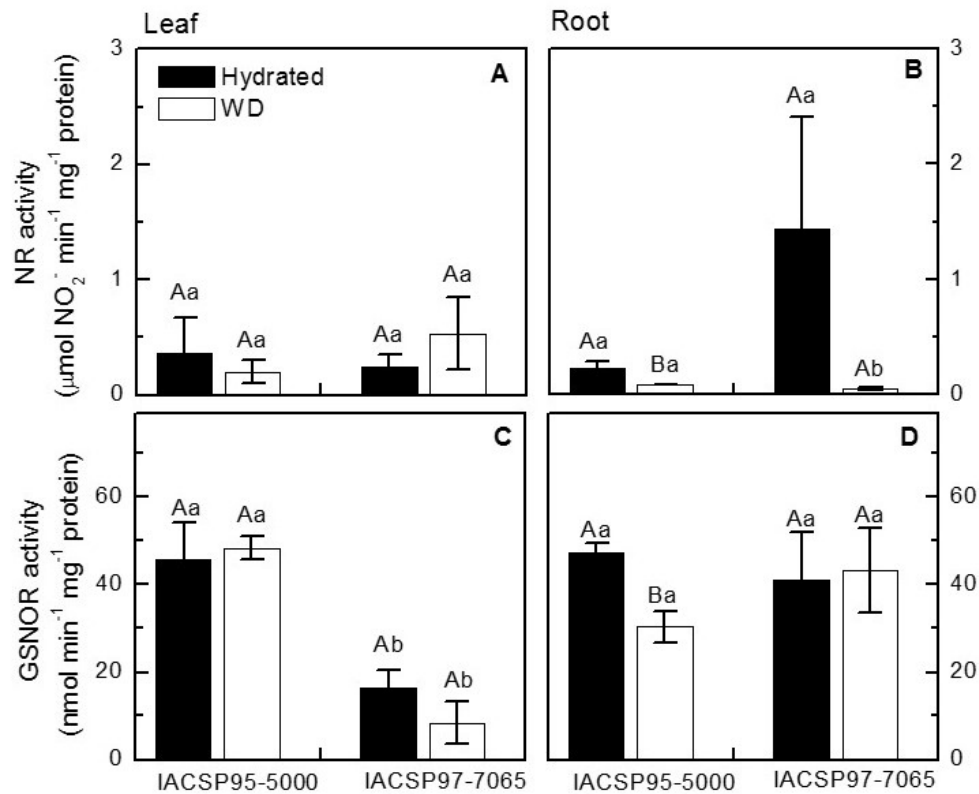 Leaf
Root
3
A
B
3
Hydrated
WD
Aa
NR activity
(μmol NO₂⁻ min⁻¹ mg⁻¹ protein)
2
2
1
Aa
Aa
Aa
Aa
1
Aa
Ba
Ab
0
0
C
D
GSNOR activity
(nmol min⁻¹ mg⁻¹ protein)
60
Aa
Aa
Aa
Aa
Aa
60
40
Ba
40
20
Ab
Ab
20
0
0
IACSP95-5000
IACSP97-7065
IACSP95-5000
IACSP97-7065